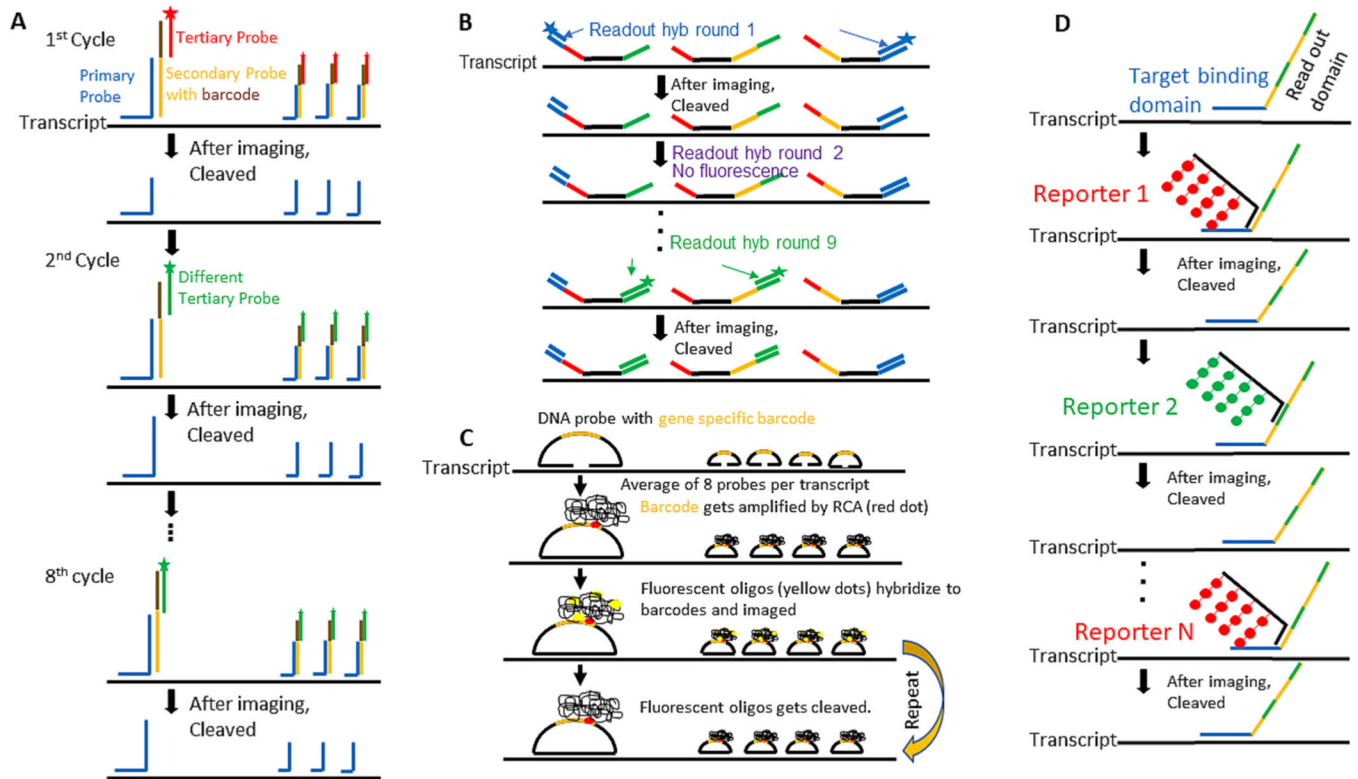 A
1st Cycle
Tertiary Probe
Primary
Probe
Secondary Probe
with barcode
Transcript
After imaging,
Cleaved
2nd Cycle
Different
Tertiary Probe
After imaging,
Cleaved
8th cycle
After imaging,
Cleaved
B
Readout hyb round 1
Transcript
After imaging,
Cleaved
Readout hyb round 2
No fluorescence
Readout hyb round 9
After imaging,
Cleaved
C
DNA probe with gene specific barcode
Transcript
Average of 8 probes per transcript
Barcode gets amplified by RCA (red dot)
Fluorescent oligos (yellow dots) hybridize to
barcodes and imaged
Repeat
Fluorescent oligos gets cleaved.
D
Target binding
domain
Read out
domain
Transcript
Reporter 1
Transcript
After imaging,
Cleaved
Transcript
Reporter 2
Transcript
After imaging,
Cleaved
Transcript
Reporter N
Transcript
After imaging,
Cleaved
Transcript